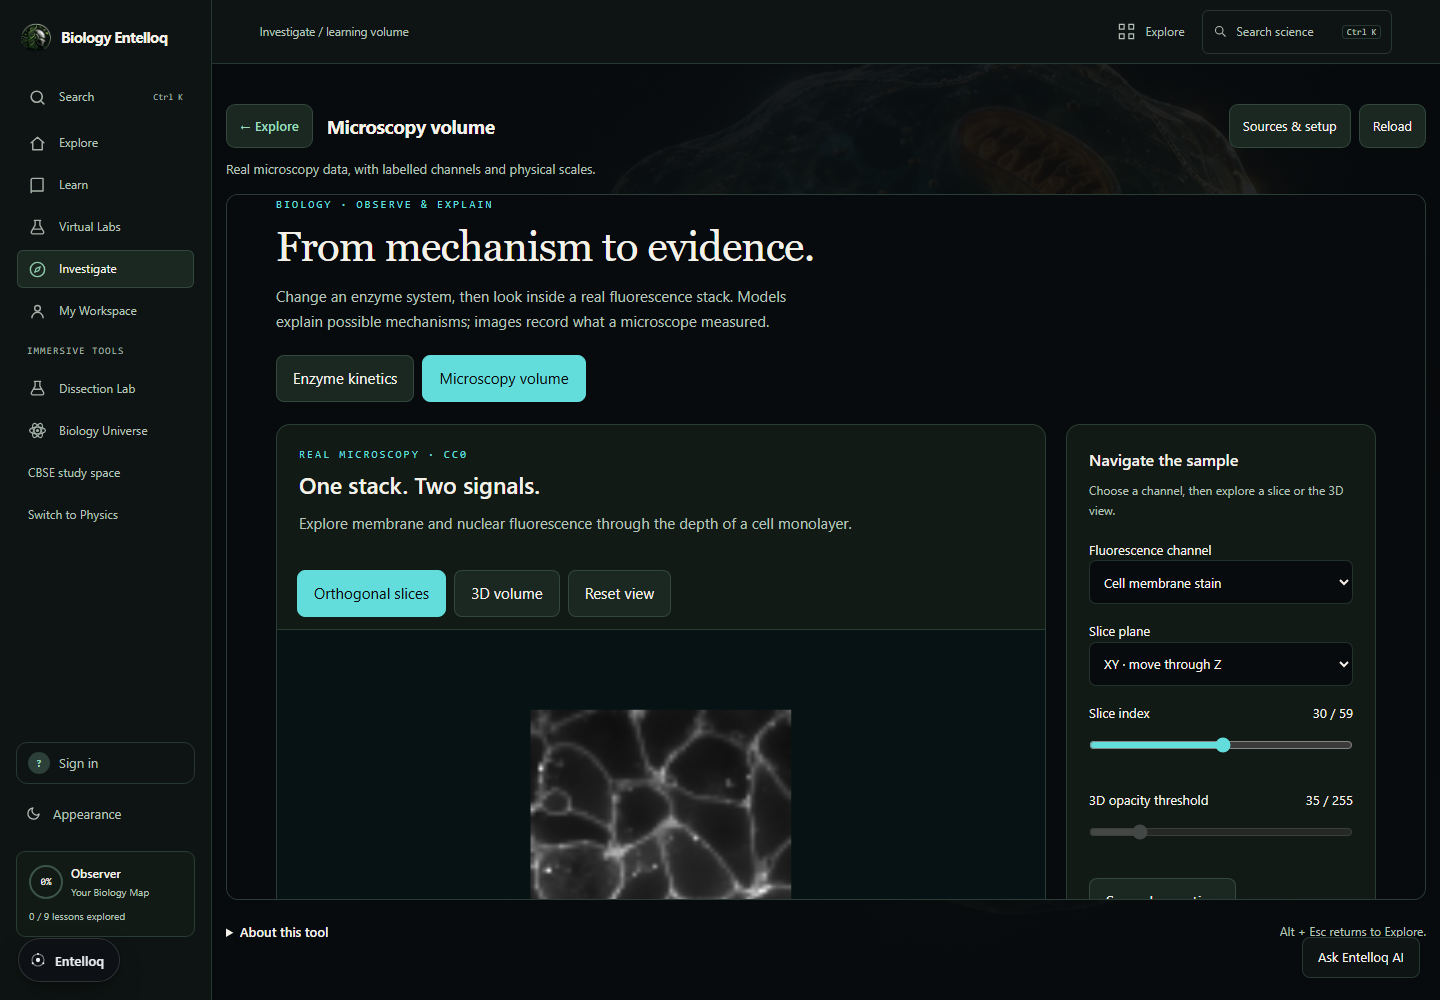 Biology Entelloq
Search Ctrl K
Explore
Learn
Virtual Labs
Investigate
My Workspace
IMMERSIVE TOOLS
Dissection Lab
Biology Universe
CBSE study space
Switch to Physics
? Sign in
Appearance
0% Observer
Your Biology Map
0 / 9 lessons explored
Entelloq
Investigate / learning volume
Explore
Search science Ctrl K
← Explore
Microscopy volume
Sources & setup
Reload
Real microscopy data, with labelled channels and physical scales.
BIOLOGY · OBSERVE & EXPLAIN
From mechanism to evidence.
Change an enzyme system, then look inside a real fluorescence stack. Models
explain possible mechanisms; images record what a microscope measured.
Enzyme kinetics
Microscopy volume
REAL MICROSCOPY · CC0
One stack. Two signals.
Explore membrane and nuclear fluorescence through the depth of a cell monolayer.
Orthogonal slices
3D volume
Reset view
Navigate the sample
Choose a channel, then explore a slice or the 3D
view.
Fluorescence channel
Cell membrane stain
Slice plane
XY · move through Z
Slice index 30 / 59
3D opacity threshold 35 / 255
About this tool
Alt + Esc returns to Explore.
Ask Entelloq AI